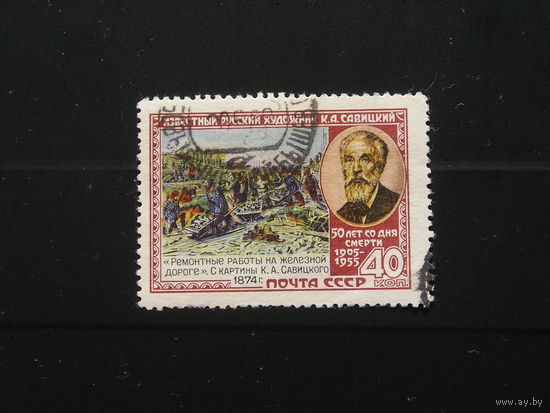 ИЗВЕСТНЫЙ РУССКИЙ ХУДОЖНИК К.А.САВИЦКИЙ
50 ЛЕТ СО ДНЯ
СМЕРТИ
1905-
1955
40
КОП
«РЕМОНТНЫЕ РАБОТЫ НА ЖЕЛЕЗНОЙ
ДОРОГЕ». С КАРТИНЫ К.А.САВИЦКОГО
1874 г.
ПОЧТА СССР
www.ay.by